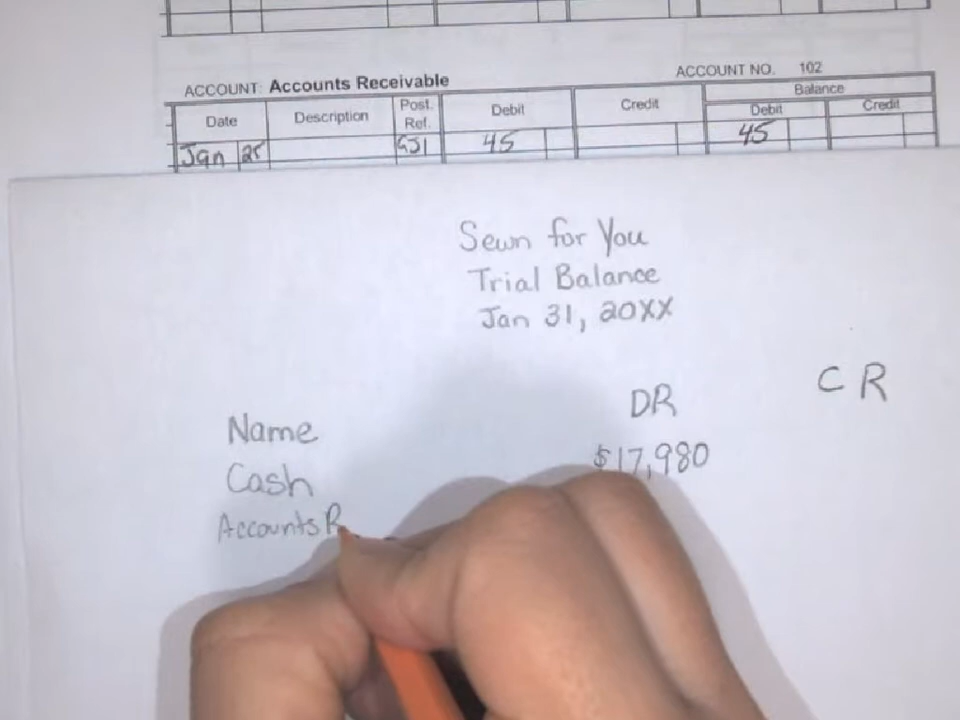 ACCOUNT: Accounts Receivable ACCOUNT NO. 102
Date Description Post. Ref. Debit Credit Balance
Debit Credit
Jan 25 GJ1 45 45
Sewn for You
Trial Balance
Jan 31, 20XX
Name DR CR
Cash $17,980
Accounts R